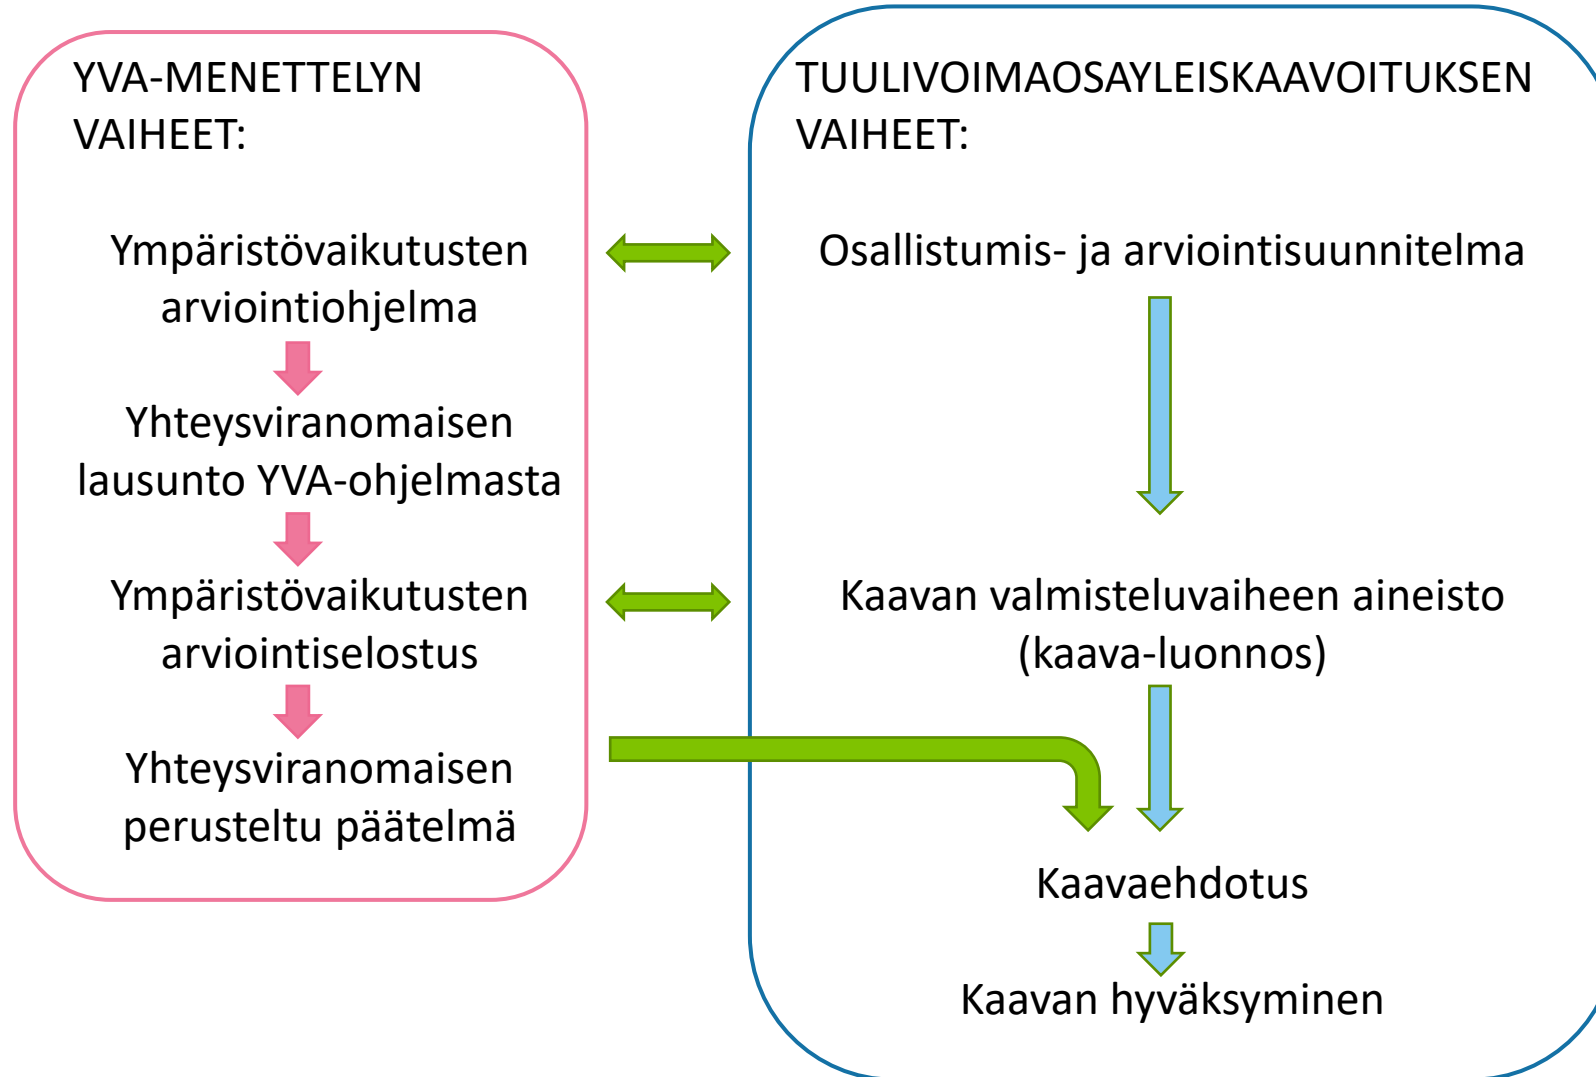 YVA-MENETTELYN
VAIHEET:
Ympäristövaikutusten
arviointiohjelma
Yhteysviranomaisen
lausunto YVA-ohjelmasta
Ympäristövaikutusten
arviointiselostus
Yhteysviranomaisen
perusteltu päätelmä
TUULIVOIMAOSAYLEISKAAVOITUKSEN
VAIHEET:
Osallistumis- ja arviointisuunnitelma
Kaavan valmisteluvaiheen aineisto
(kaava-luonnos)
Kaavaehdotus
Kaavan hyväksyminen